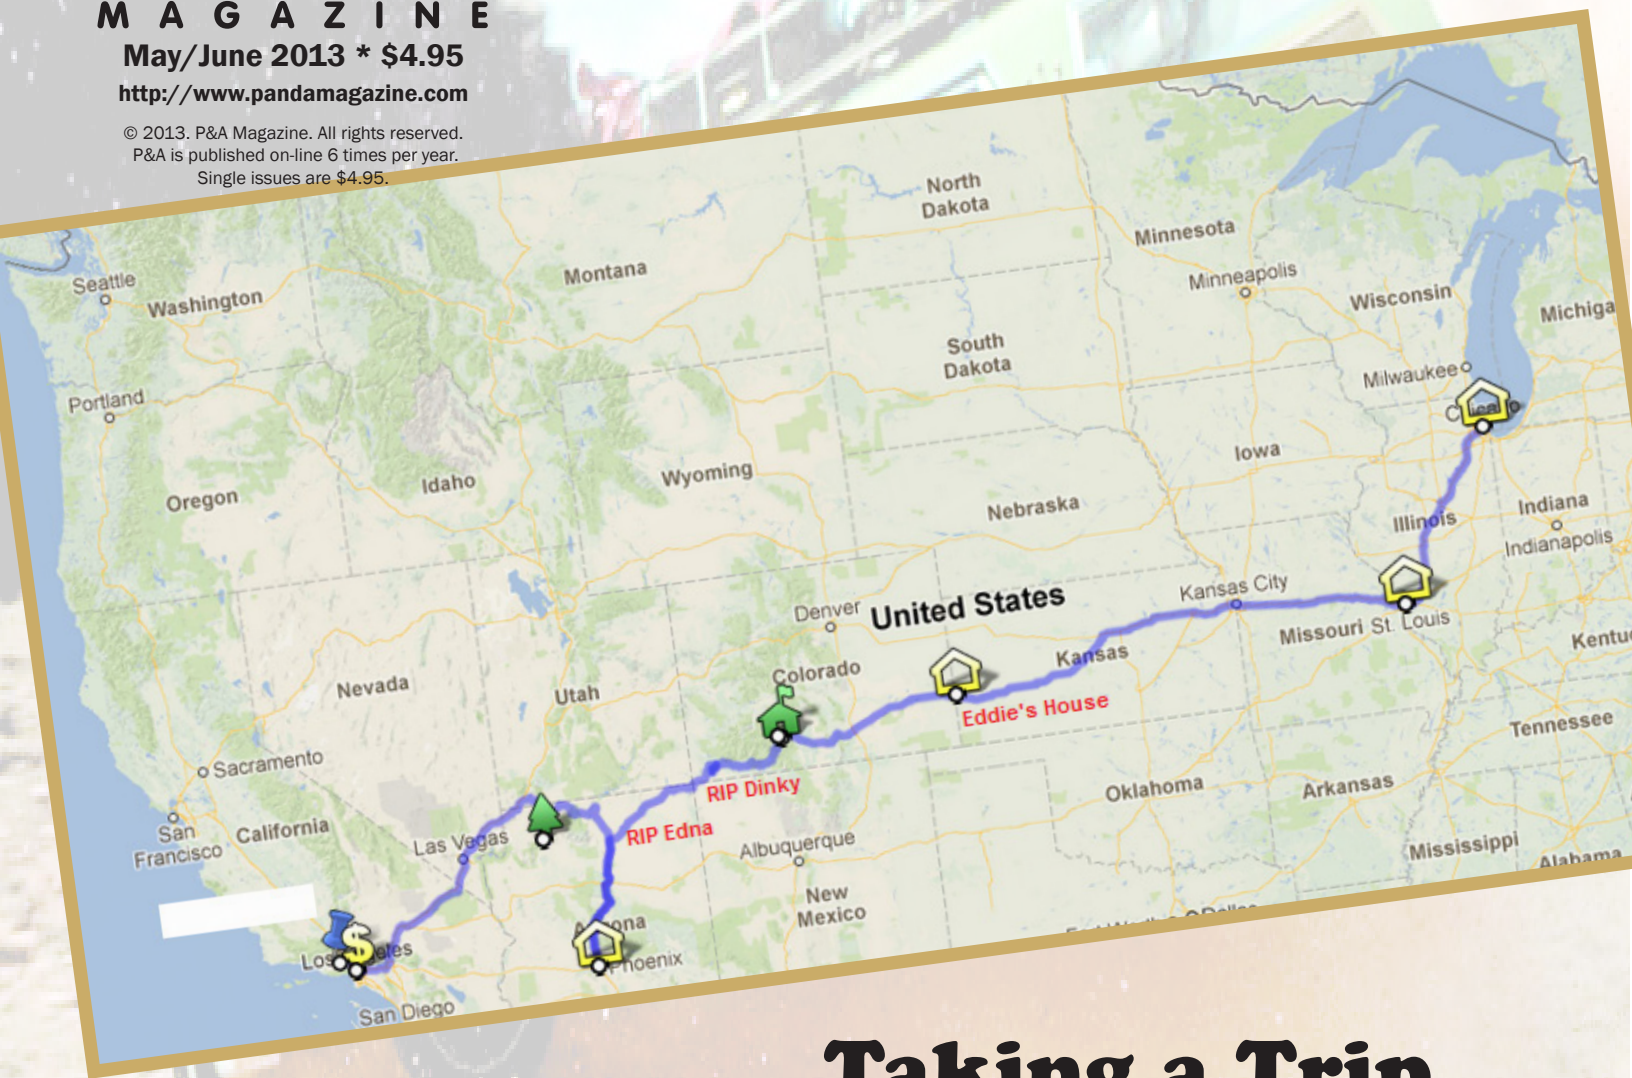 MAGAZINE
May/June 2013 * $4.95
http://www.pandamagazine.com
© 2013. P&A Magazine. All rights reserved.
P&A is published on-line 6 times per year.
Single issues are $4.95.
North
Dakota
Minnesota
Montana
Seattle
Washington
Minneapolis
Wisconsin
Michiga
South
Dakota
Milwaukee
Portland
Idaho
Wyoming
Oregon
Iowa
Nebraska
Illinois
Indiana
Indianapolis
Kansas City
Denver
United States
Missouri
St. Louis
Kentu
Colorado
Kansas
Nevada
Utah
Eddie's House
Tennessee
Sacramento
RIP Dinky
Oklahoma
Arkansas
San
Francisco
California
Las Vegas
RIP Edna
Albuquerque
Mississippi
Alabama
New
Mexico
Phoenix
San Diego
Taking a Trip